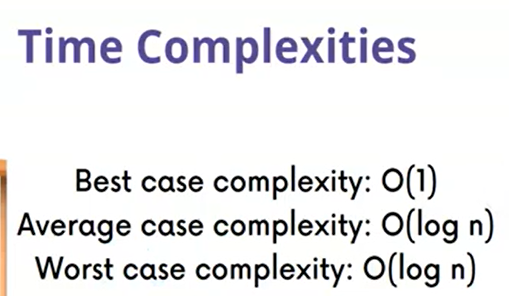 Time Complexities
Best case complexity: O(1)
Average case complexity: O(log n)
Worst case complexity: O(log n)